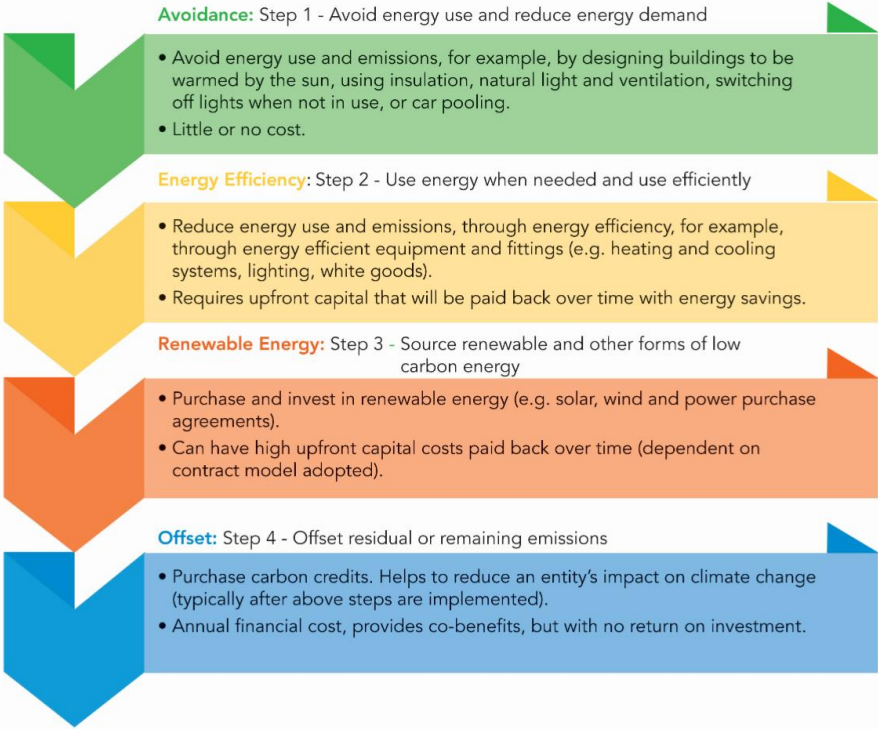 Avoidance: Step 1 - Avoid energy use and reduce energy demand
• Avoid energy use and emissions, for example, by designing buildings to be
warmed by the sun, using insulation, natural light and ventilation, switching
off lights when not in use, or car pooling.
• Little or no cost.
Energy Efficiency: Step 2 - Use energy when needed and use efficiently
• Reduce energy use and emissions, through energy efficiency, for example,
through energy efficient equipment and fittings (e.g. heating and cooling
systems, lighting, white goods).
• Requires upfront capital that will be paid back over time with energy savings.
Renewable Energy: Step 3 - Source renewable and other forms of low
carbon energy
• Purchase and invest in renewable energy (e.g. solar, wind and power purchase
agreements).
• Can have high upfront capital costs paid back over time (dependent on
contract model adopted).
Offset: Step 4 - Offset residual or remaining emissions
• Purchase carbon credits. Helps to reduce an entity's impact on climate change
(typically after above steps are implemented).
• Annual financial cost, provides co-benefits, but with no return on investment.